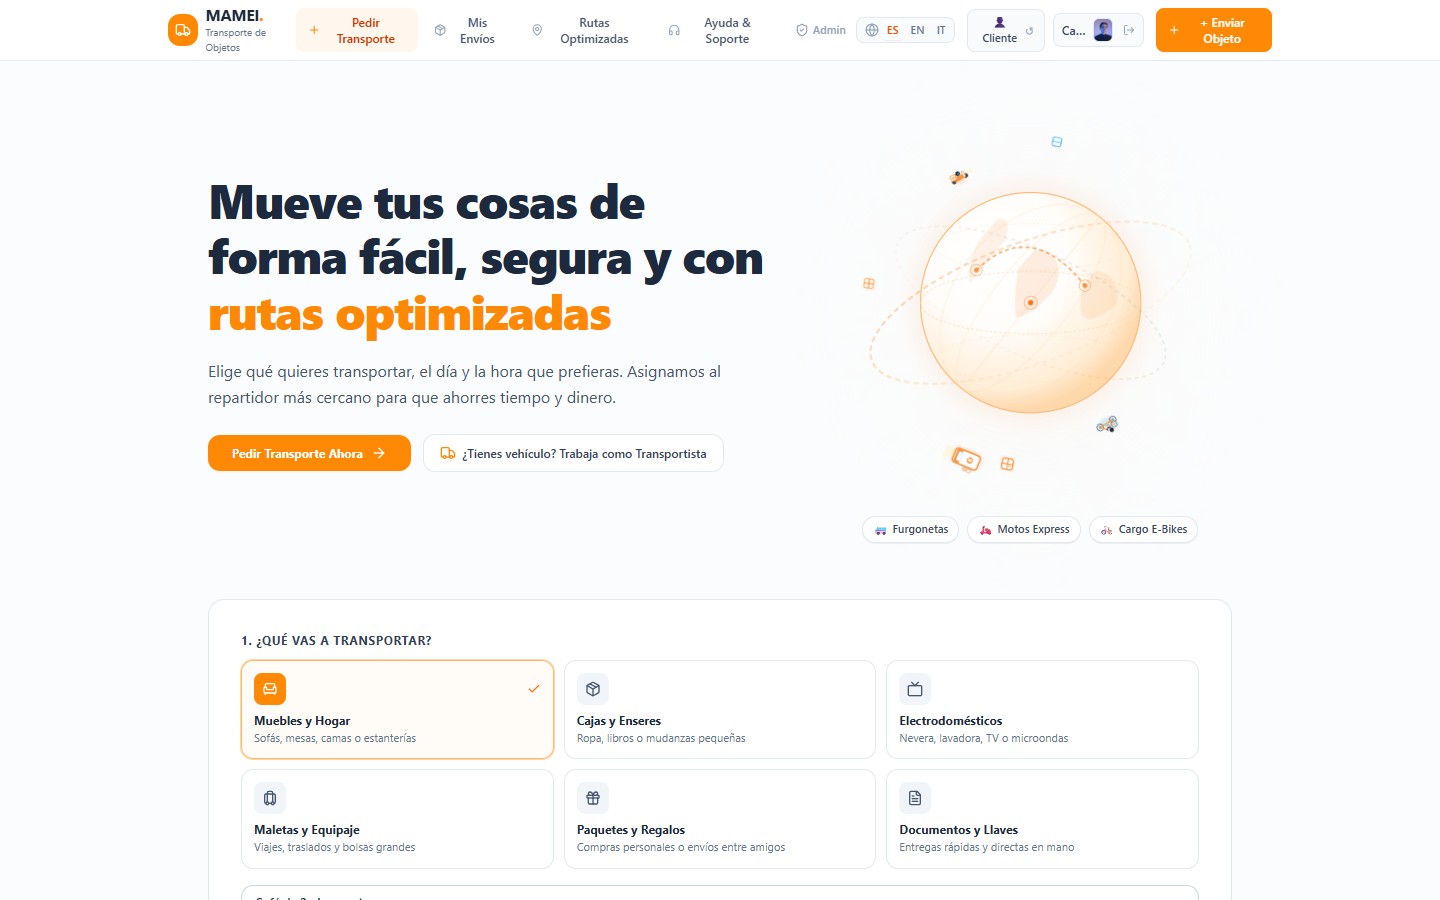 MAMEI.
Transporte de
Objetos
Pedir
Transporte
Mis
Envíos
Rutas
Optimizadas
Ayuda &
Soporte
Admin
ES EN IT
Cliente
Ca...
+ Enviar
Objeto
Mueve tus cosas de
forma fácil, segura y con
rutas optimizadas
Elige qué quieres transportar, el día y la hora que prefieras. Asignamos al
repartidor más cercano para que ahorres tiempo y dinero.
Pedir Transporte Ahora
¿Tienes vehículo? Trabaja como Transportista
Furgonetas
Motos Express
Cargo E-Bikes
1. ¿QUÉ VAS A TRANSPORTAR?
Muebles y Hogar
Sofás, mesas, camas o estanterías
Cajas y Enseres
Ropa, libros o mudanzas pequeñas
Electrodomésticos
Nevera, lavadora, TV o microondas
Maletas y Equipaje
Viajes, traslados y bolsas grandes
Paquetes y Regalos
Compras personales o envíos entre amigos
Documentos y Llaves
Entregas rápidas y directas en mano